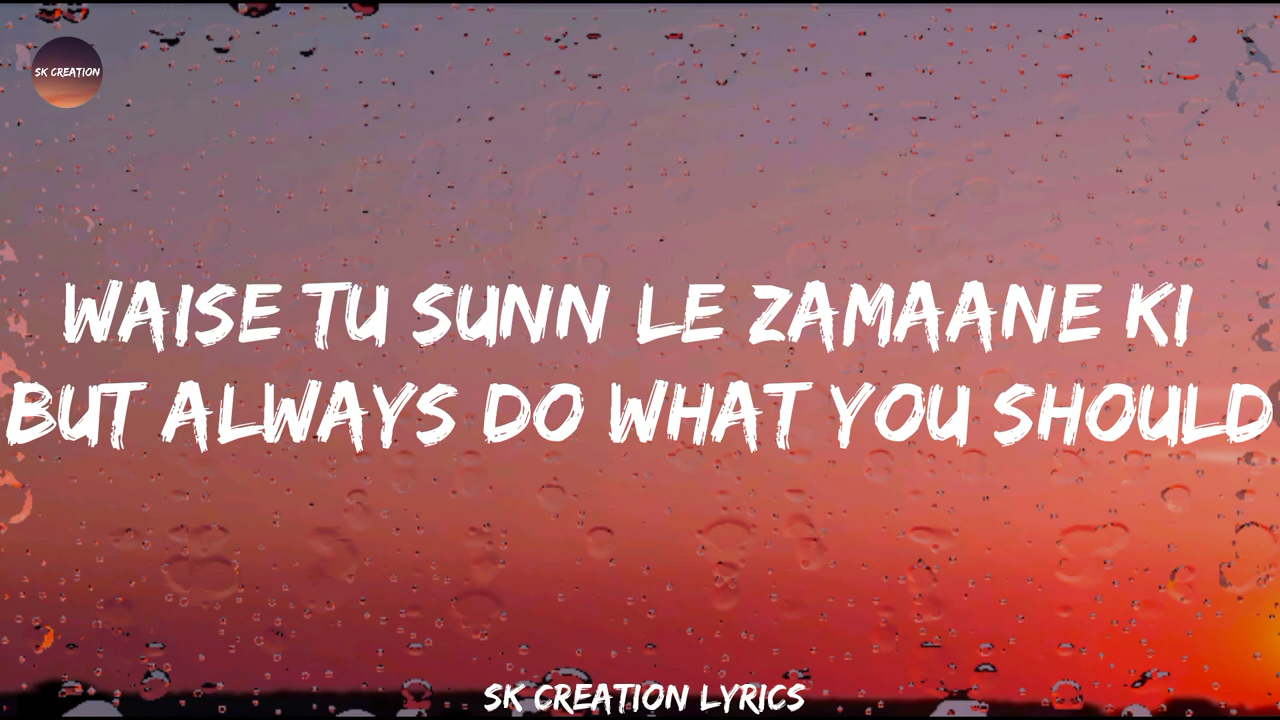 SK CREATION
WAISE TU SUNN LE ZAMAANE KI
BUT ALWAYS DO WHAT YOU SHOULD
SK CREATION LYRICS